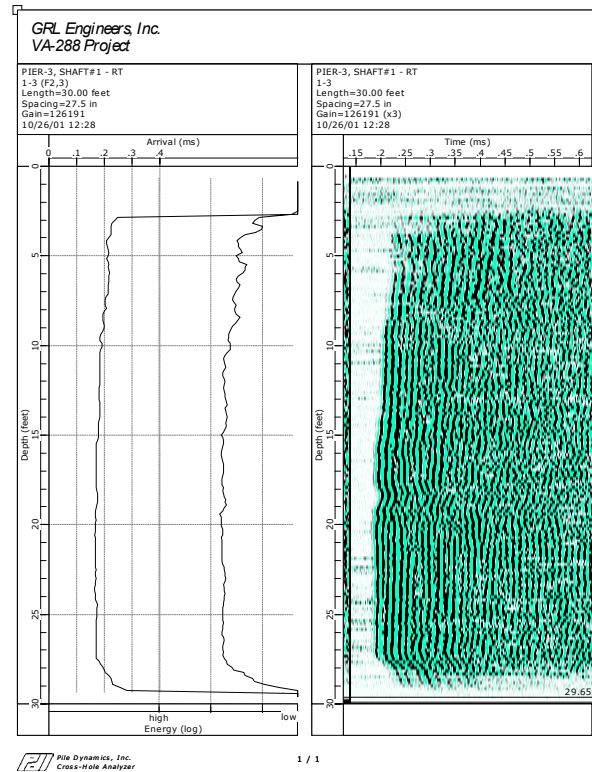 GRL Engineers, Inc.
VA-288 Project
PIER-3, SHAFT#1 - RT
1-3 (F2,3)
Length=30.00 feet
Spacing=27.5 in
Gain=126191
10/26/01 12:28
Arrival (ms)
0 .1 .2 .3 .4
Depth (feet)
0
5
10
15
20
25
30
high low
Energy (log)
PIER-3, SHAFT#1 - RT
1-3
Length=30.00 feet
Spacing=27.5 in
Gain=126191 (x3)
10/26/01 12:28
Time (ms)
.15 .2 .25 .3 .35 .4 .45 .5 .55 .6
Depth (feet)
0
5
10
15
20
25
30
29.65
Pile Dynamics, Inc.
Cross-Hole Analyzer
1 / 1